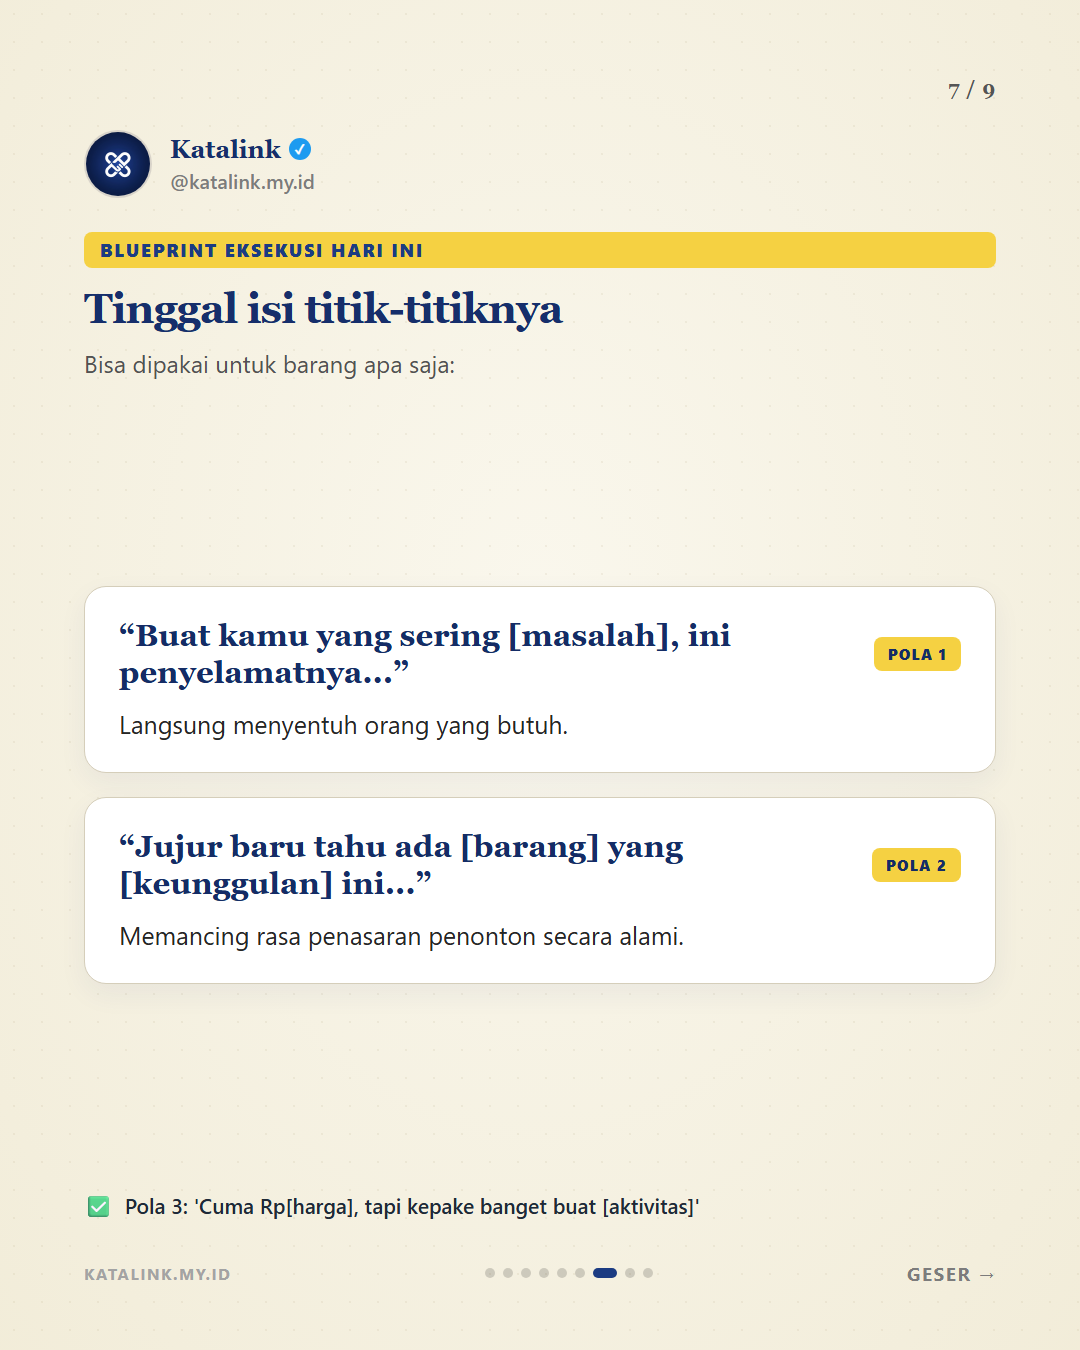 7 / 9
Katalink
@katalink.my.id
BLUEPRINT EKSEKUSI HARI INI
Tinggal isi titik-titiknya
Bisa dipakai untuk barang apa saja:
“Buat kamu yang sering [masalah], ini
penyelamatnya...”
POLA 1
Langsung menyentuh orang yang butuh.
“Jujur baru tahu ada [barang] yang
[keunggulan] ini...”
POLA 2
Memancing rasa penasaran penonton secara alami.
✅ Pola 3: 'Cuma Rp[harga], tapi kepake banget buat [aktivitas]'
KATALINK.MY.ID
GESER →